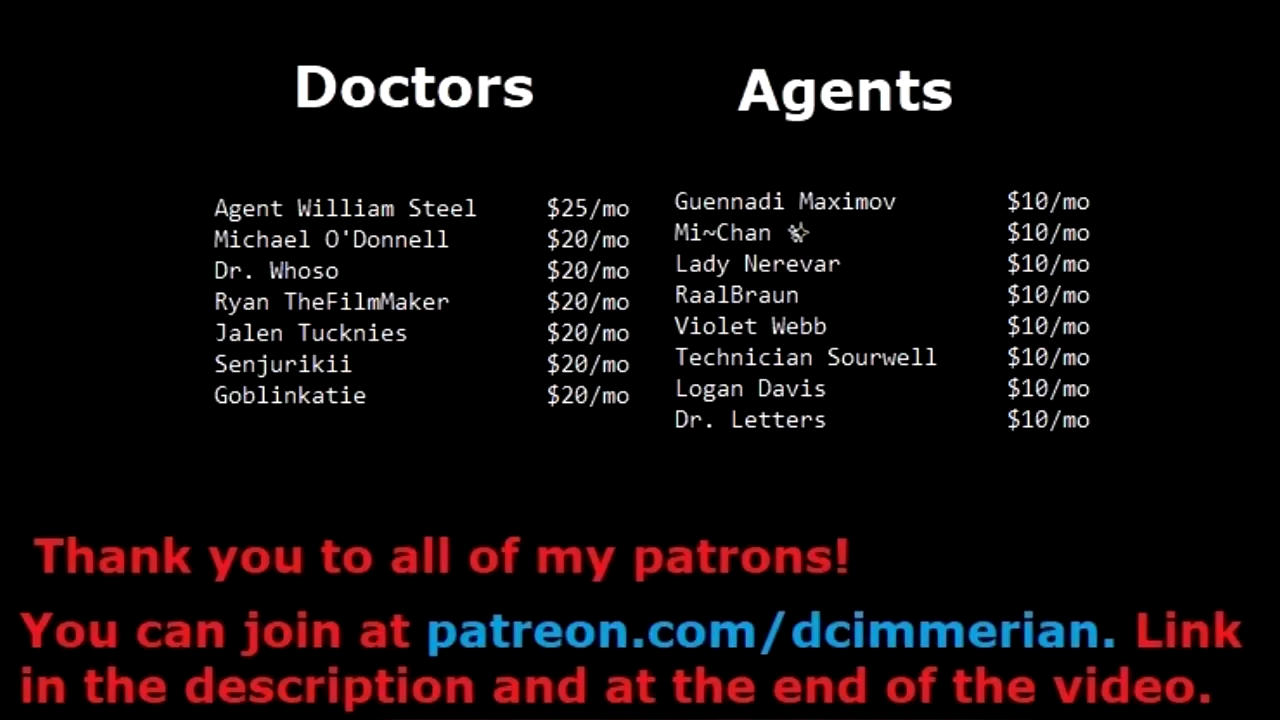 Doctors
Agents
Agent William Steel $25/mo
Michael O'Donnell $20/mo
Dr. Whoso $20/mo
Ryan TheFilmMaker $20/mo
Jalen Tucknies $20/mo
Senjurikii $20/mo
Goblinkatie $20/mo
Guennadi Maximov $10/mo
Mi~Chan ✨ $10/mo
Lady Nerevar $10/mo
RaalBraun $10/mo
Violet Webb $10/mo
Technician Sourwell $10/mo
Logan Davis $10/mo
Dr. Letters $10/mo
Thank you to all of my patrons!
You can join at patreon.com/dcimmerian. Link
in the description and at the end of the video.